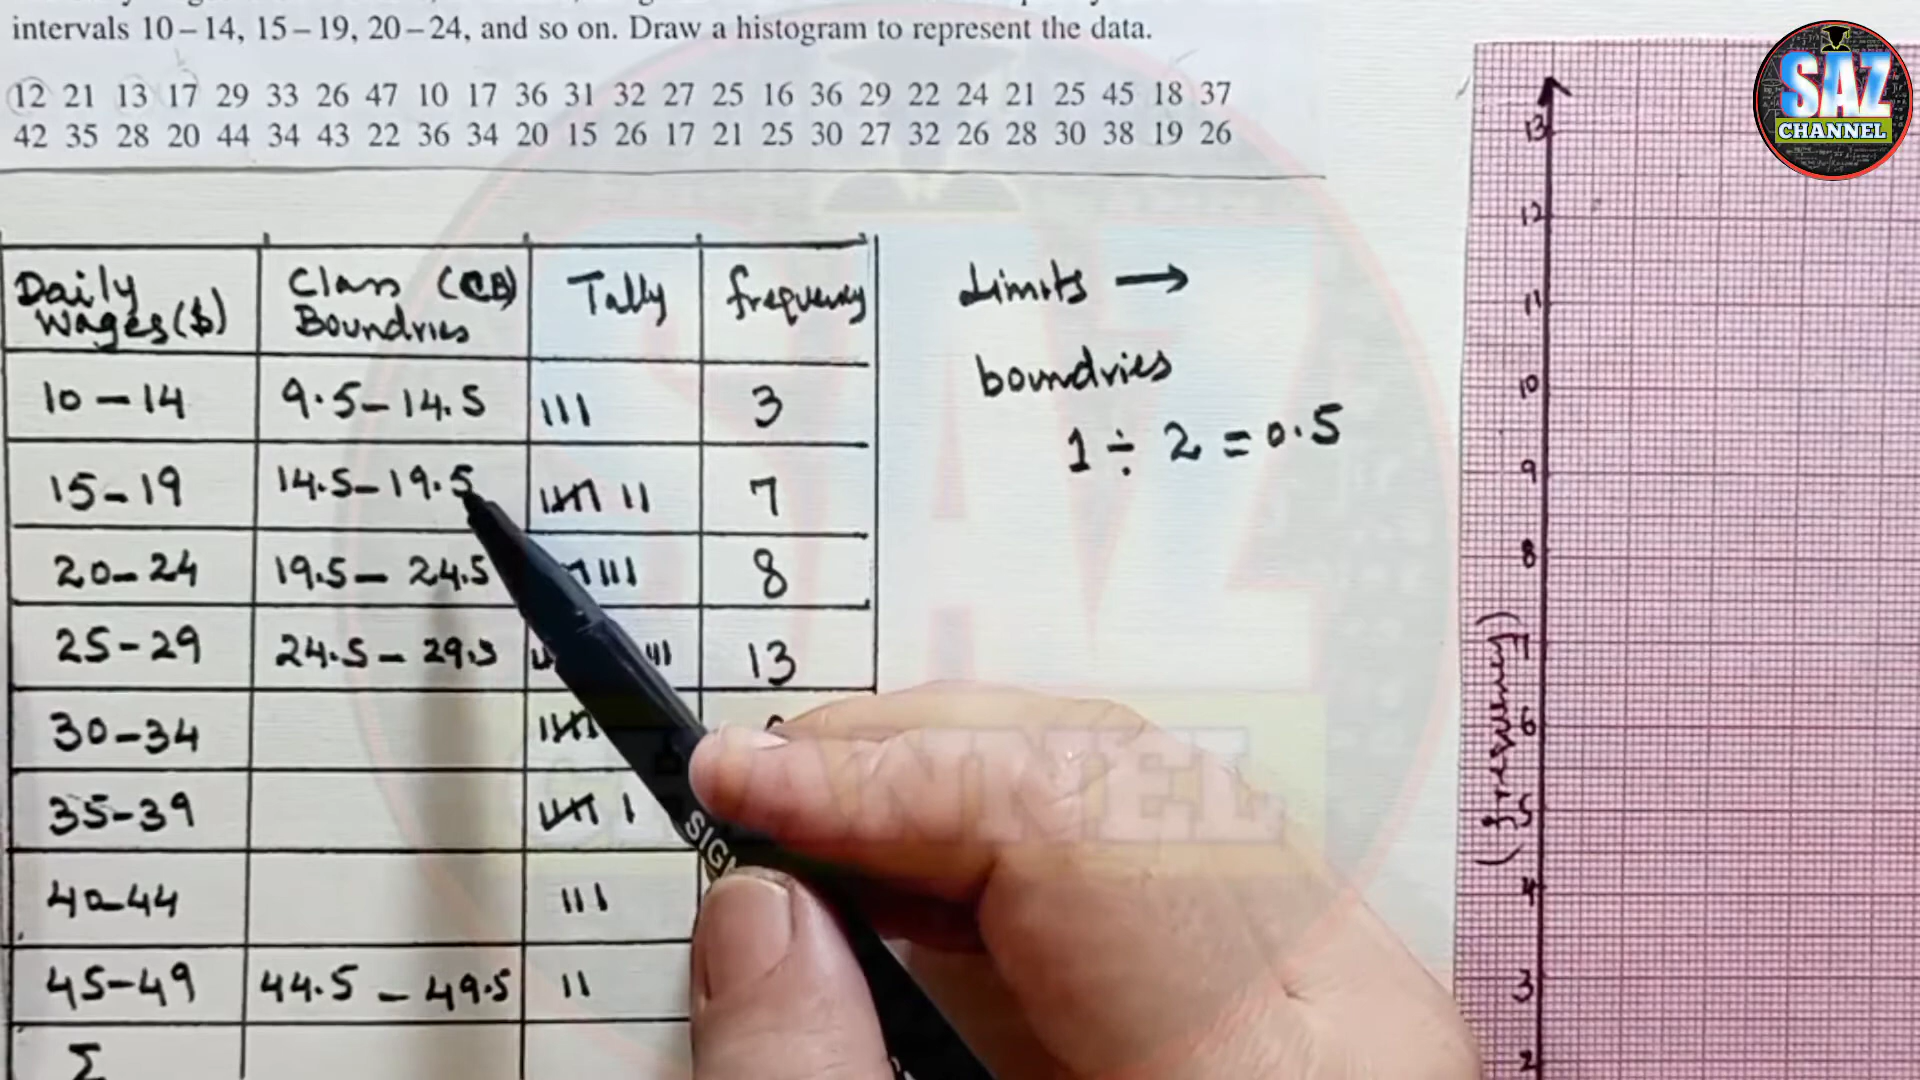 intervals 10–14, 15–19, 20–24, and so on. Draw a histogram to represent the data.
12 21 13 17 29 33 26 47 10 17 36 31 32 27 25 16 36 29 22 24 21 25 45 18 37
42 35 28 20 44 34 43 22 36 34 20 15 26 17 21 25 30 27 32 26 28 30 38 19 26
SAZ
CHANNEL
Daily Wages($) Class (CB) Boundries Tally frequency
10–14 9.5–14.5 3
15–19 14.5–19.5 7
20–24 19.5–24.5 8
25–29 24.5–29.5 13
30–34
35–39
40–44
45–49 44.5–49.5
Σ
Limits →
boundries
1 ÷ 2 = 0.5
13
12
11
10
9
8
7
6
5
4
3
2
(frequency)
SAZ
CHANNEL